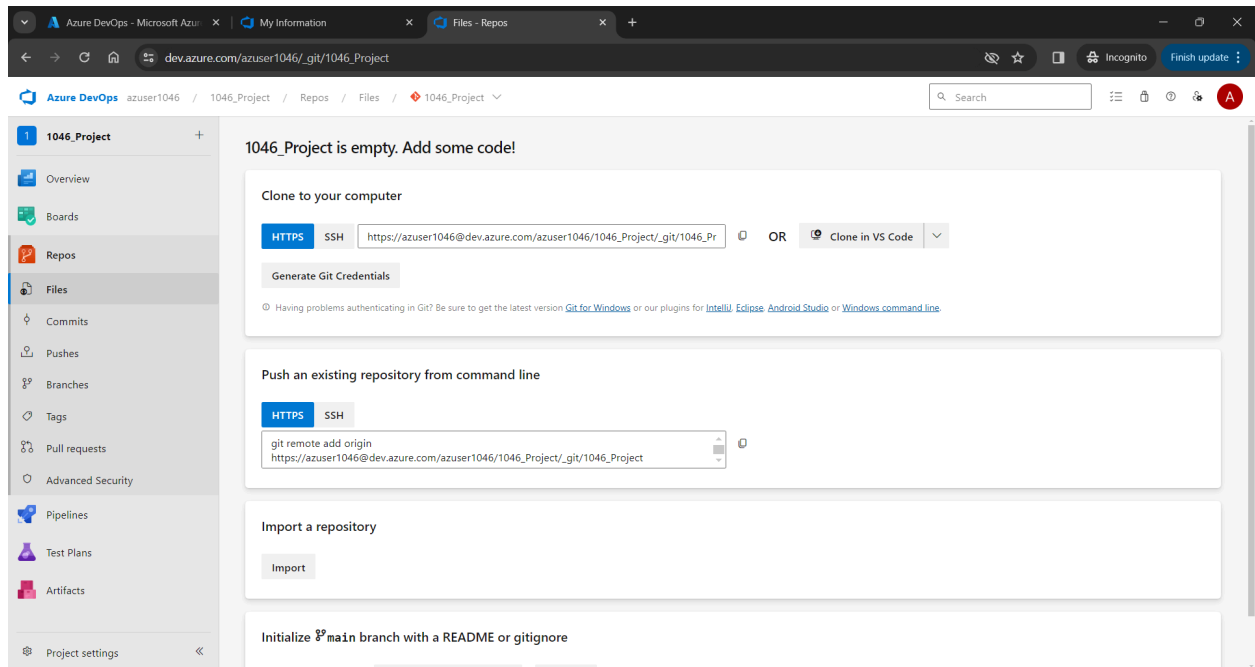 Azure DevOps - Microsoft Azur
My Information
Files - Repos
dev.azure.com/azuser1046/_git/1046_Project
Incognito
Finish update
Azure DevOps azuser1046 / 1046_Project / Repos / Files / 1046_Project
Search
A
1 1046_Project
Overview
Boards
Repos
Files
Commits
Pushes
Branches
Tags
Pull requests
Advanced Security
Pipelines
Test Plans
Artifacts
Project settings
1046_Project is empty. Add some code!
Clone to your computer
HTTPS SSH https://azuser1046@dev.azure.com/azuser1046/1046_Project/_git/1046_Pr OR Clone in VS Code
Generate Git Credentials
Having problems authenticating in Git? Be sure to get the latest version Git for Windows or our plugins for IntelliJ, Eclipse, Android Studio or Windows command line.
Push an existing repository from command line
HTTPS SSH
git remote add origin
https://azuser1046@dev.azure.com/azuser1046/1046_Project/_git/1046_Project
Import a repository
Import
Initialize main branch with a README or gitignore